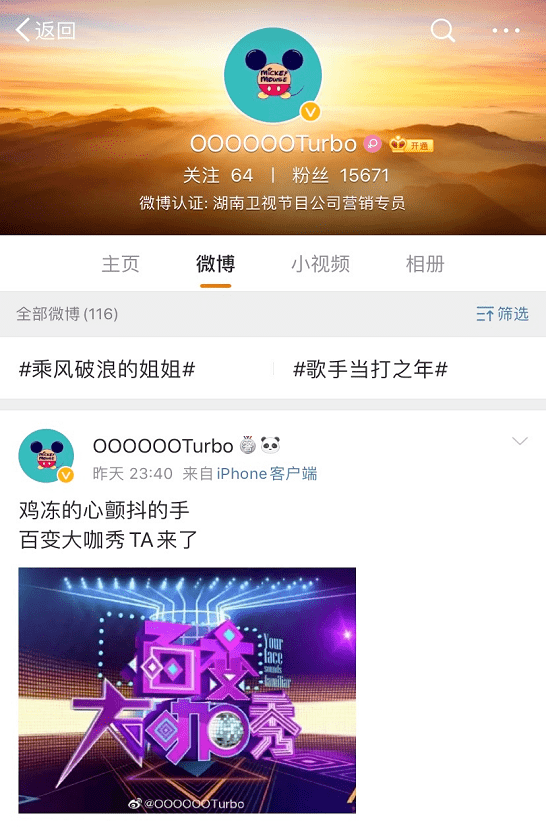 返回
MICKEY
MOUSE
OOOOOOTurbo 开通
关注 64 | 粉丝 15671
微博认证: 湖南卫视节目公司营销专员
主页 微博 小视频 相册
全部微博(116) 筛选
#乘风破浪的姐姐# #歌手当打之年#
OOOOOOTurbo
昨天 23:40 来自iPhone客户端
鸡冻的心颤抖的手
百变大咖秀TA来了
百变
大咖秀
Your
face
sounds
familiar
@OOOOOOTurbo